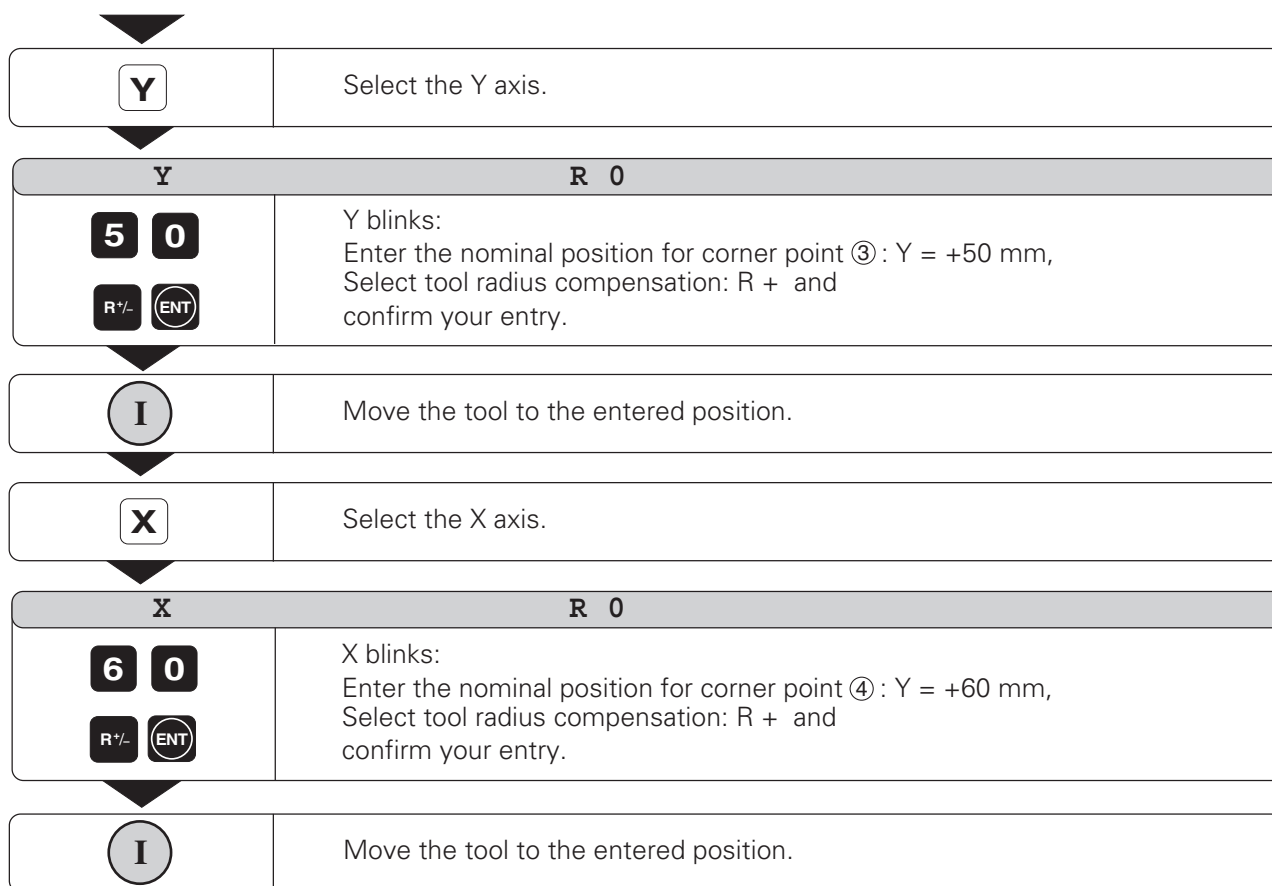 Y
Select the Y axis.
Y R 0
5 0
Y blinks:
Enter the nominal position for corner point ③ : Y = +50 mm,
Select tool radius compensation: R + and
R+/- ENT
confirm your entry.
I
Move the tool to the entered position.
X
Select the X axis.
X R 0
6 0
X blinks:
Enter the nominal position for corner point ④ : Y = +60 mm,
Select tool radius compensation: R + and
R+/- ENT
confirm your entry.
I
Move the tool to the entered position.